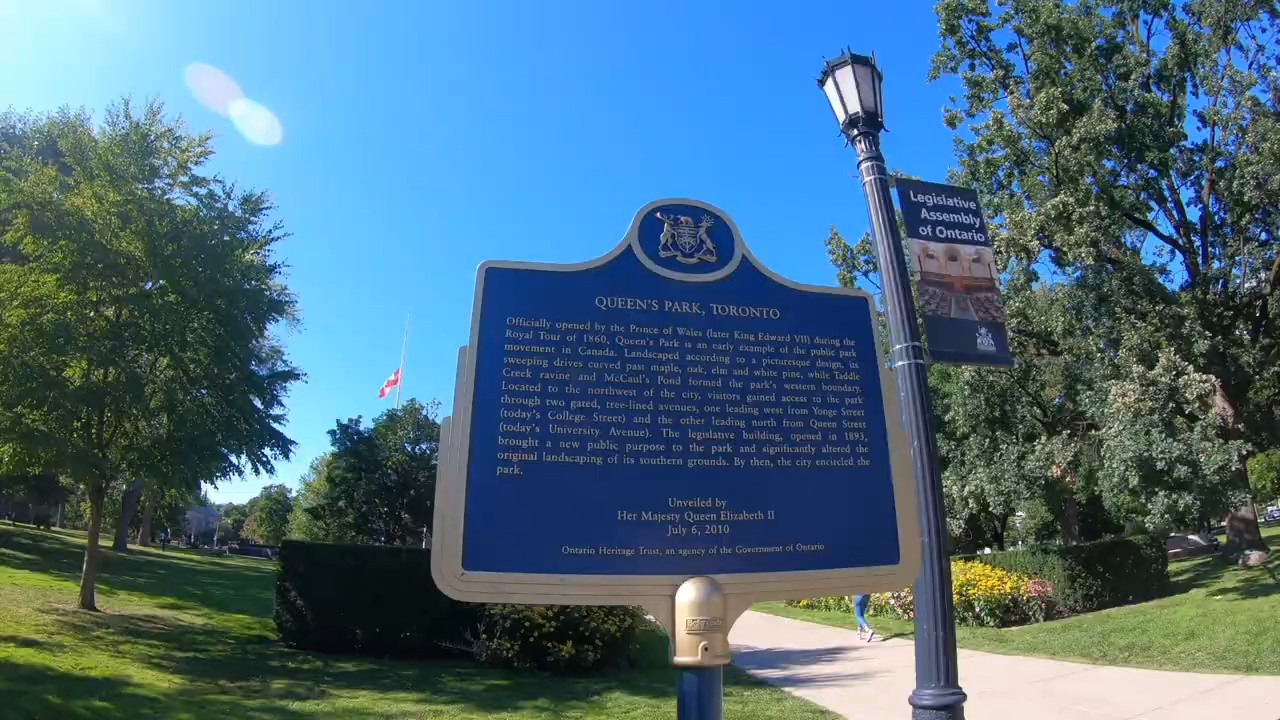 QUEEN'S PARK, TORONTO
Officially opened by the Prince of Wales (later King Edward VII) during the
Royal Tour of 1860, Queen's Park is an early example of the public park
movement in Canada. Landscaped according to a picturesque design, its
sweeping drives curved past maple, oak, elm and white pine, while Taddle
Creek ravine and McCaul's Pond formed the park's western boundary.
Located to the northwest of the city, visitors gained access to the park
through two gated, tree-lined avenues, one leading west from Yonge Street
(today's College Street) and the other leading north from Queen Street
(today's University Avenue). The legislative building, opened in 1893,
brought a new public purpose to the park and significantly altered the
original landscaping of its southern grounds. By then, the city encircled the
park.
Unveiled by
Her Majesty Queen Elizabeth II
July 6, 2010
Ontario Heritage Trust, an agency of the Government of Ontario
Legislative
Assembly
of Ontario